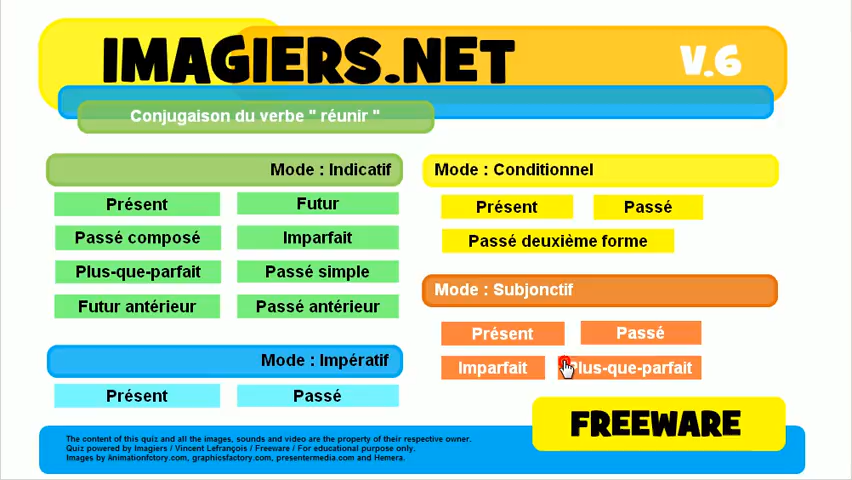 IMAGIERS.NET
V.6
Conjugaison du verbe " réunir "
Mode : Indicatif
Présent
Futur
Passé composé
Imparfait
Plus-que-parfait
Passé simple
Futur antérieur
Passé antérieur
Mode : Impératif
Présent
Passé
Mode : Conditionnel
Présent
Passé
Passé deuxième forme
Mode : Subjonctif
Présent
Passé
Imparfait
Plus-que-parfait
FREEWARE
The content of this quiz and all the images, sounds and video are the property of their respective owner.
Quiz powered by Imagiers / Vincent Lefrançois / Freeware / For educational purpose only.
Images by Animationfctory.com, graphicsfactory.com, presentermedia.com and Hemera.